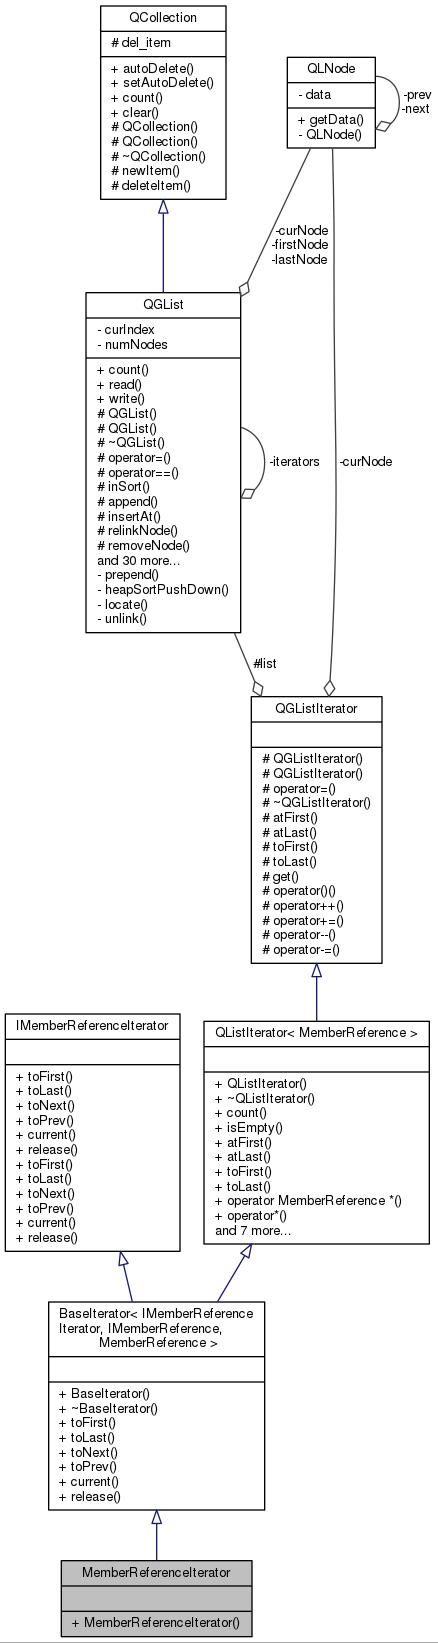 QCollection
# del_item
+ autoDelete()
+ setAutoDelete()
+ count()
+ clear()
# QCollection()
# QCollection()
# ~QCollection()
# newItem()
# deleteItem()
QLNode
- data
+ getData()
- QLNode()
-prev
-next
-curNode
-firstNode
-lastNode
QGList
- curIndex
- numNodes
+ count()
+ read()
+ write()
# QGList()
# QGList()
# ~QGList()
# operator=()
# operator==()
# inSort()
# append()
# insertAt()
# relinkNode()
# removeNode()
and 30 more...
- prepend()
- heapSortPushDown()
- locate()
- unlink()
-iterators
-curNode
#list
QGListIterator
# QGListIterator()
# QGListIterator()
# operator=()
# ~QGListIterator()
# atFirst()
# atLast()
# toFirst()
# toLast()
# get()
# operator()()
# operator++()
# operator+=()
# operator--()
# operator-=()
IMemberReferenceIterator
+ toFirst()
+ toLast()
+ toNext()
+ toPrev()
+ current()
+ release()
+ toFirst()
+ toLast()
+ toNext()
+ toPrev()
+ current()
+ release()
QListIterator< MemberReference >
+ QListIterator()
+ ~QListIterator()
+ count()
+ isEmpty()
+ atFirst()
+ atLast()
+ toFirst()
+ toLast()
+ operator MemberReference *()
+ operator*()
and 7 more...
BaseIterator< IMemberReference
Iterator, IMemberReference,
MemberReference >
+ BaseIterator()
+ ~BaseIterator()
+ toFirst()
+ toLast()
+ toNext()
+ toPrev()
+ current()
+ release()
MemberReferenceIterator
+ MemberReferenceIterator()